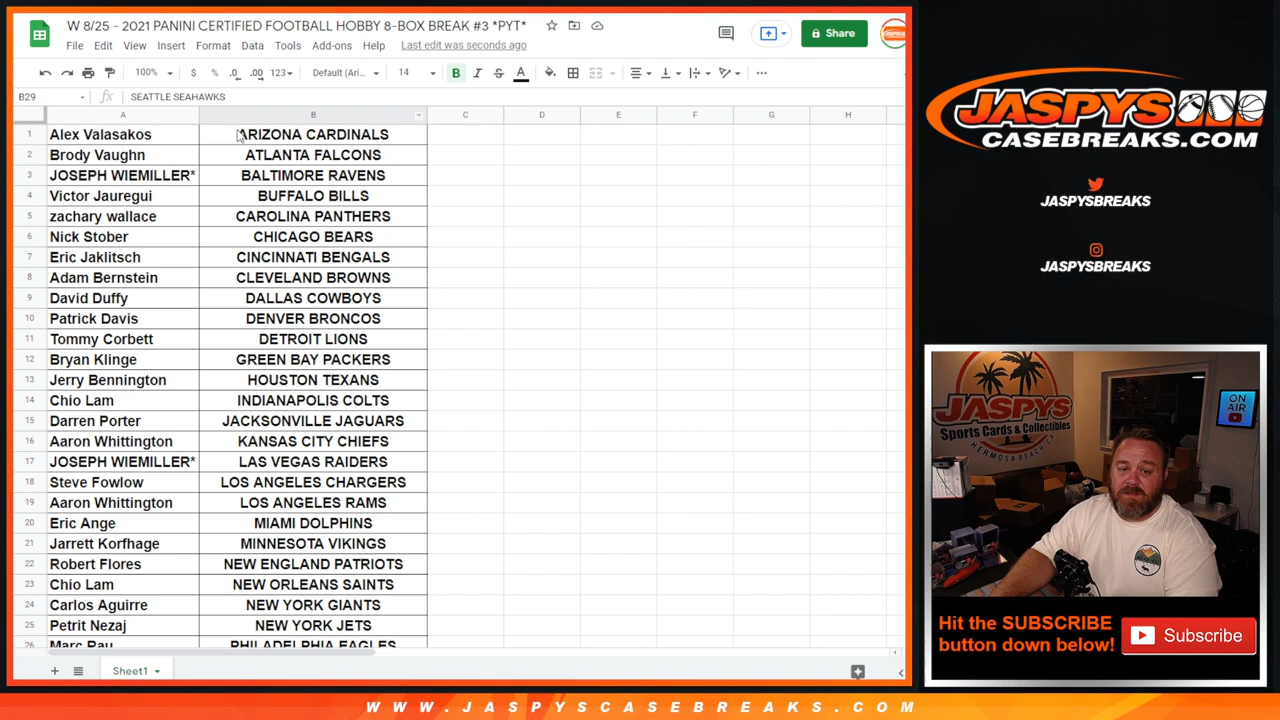 W 8/25 - 2021 PANINI CERTIFIED FOOTBALL HOBBY 8-BOX BREAK #3 *PYT*
File Edit View Insert Format Data Tools Add-ons Help Last edit was seconds ago
Share
100% $ % .0 .00 123 Default (Ari... 14 B I S A
B29 fx SEATTLE SEAHAWKS
A B C D E F G H
1 Alex Valasakos ARIZONA CARDINALS
2 Brody Vaughn ATLANTA FALCONS
3 JOSEPH WIEMILLER* BALTIMORE RAVENS
4 Victor Jauregui BUFFALO BILLS
5 zachary wallace CAROLINA PANTHERS
6 Nick Stober CHICAGO BEARS
7 Eric Jaklitsch CINCINNATI BENGALS
8 Adam Bernstein CLEVELAND BROWNS
9 David Duffy DALLAS COWBOYS
10 Patrick Davis DENVER BRONCOS
11 Tommy Corbett DETROIT LIONS
12 Bryan Klinge GREEN BAY PACKERS
13 Jerry Bennington HOUSTON TEXANS
14 Chio Lam INDIANAPOLIS COLTS
15 Darren Porter JACKSONVILLE JAGUARS
16 Aaron Whittington KANSAS CITY CHIEFS
17 JOSEPH WIEMILLER* LAS VEGAS RAIDERS
18 Steve Fowlow LOS ANGELES CHARGERS
19 Aaron Whittington LOS ANGELES RAMS
20 Eric Ange MIAMI DOLPHINS
21 Jarrett Korfhage MINNESOTA VIKINGS
22 Robert Flores NEW ENGLAND PATRIOTS
23 Chio Lam NEW ORLEANS SAINTS
24 Carlos Aguirre NEW YORK GIANTS
25 Petrit Nezaj NEW YORK JETS
26 Marc Rau PHILADELPHIA EAGLES
Sheet1
JASPYS
CASEBREAKS.COM
JASPYSBREAKS
JASPYSBREAKS
JASPYS
Sports Cards & Collectibles
HERMOSA BEACH, CA
ON
AIR
Hit the SUBSCRIBE
button down below!
Subscribe
WWW.JASPYSCASEBREAKS.COM